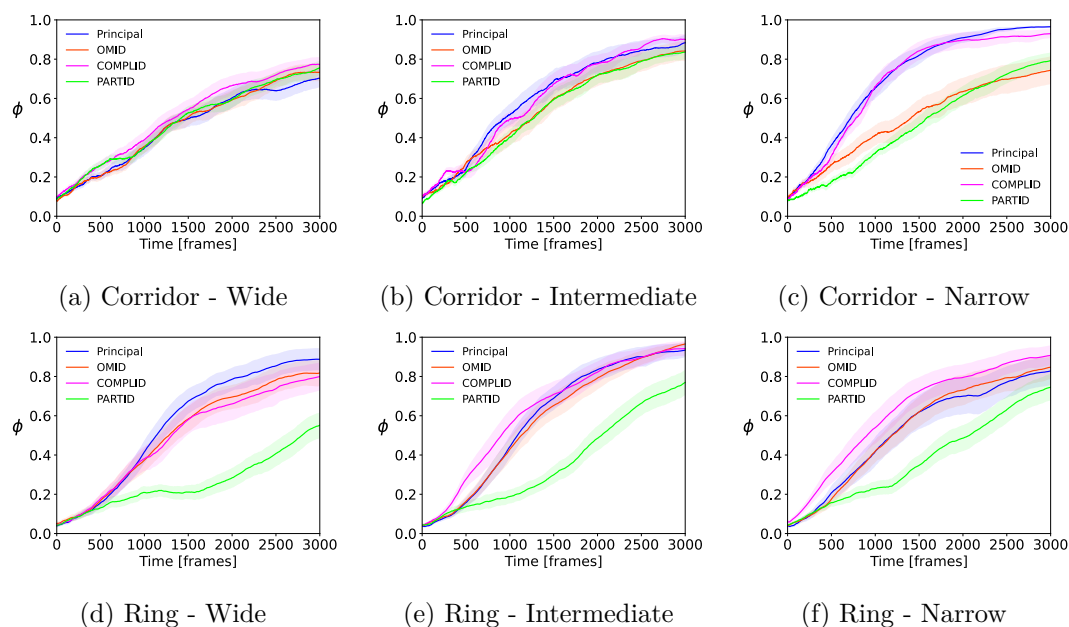 1.0
0.8
0.6
ϕ
0.4
0.2
0.0
Principal
OMID
COMPLID
PARTID
0 500 1000 1500 2000 2500 3000
Time [frames]
(a) Corridor - Wide
1.0
0.8
0.6
ϕ
0.4
0.2
0.0
Principal
OMID
COMPLID
PARTID
0 500 1000 1500 2000 2500 3000
Time [frames]
(b) Corridor - Intermediate
1.0
0.8
0.6
ϕ
0.4
0.2
0.0
Principal
OMID
COMPLID
PARTID
0 500 1000 1500 2000 2500 3000
Time [frames]
(c) Corridor - Narrow
1.0
0.8
0.6
ϕ
0.4
0.2
0.0
Principal
OMID
COMPLID
PARTID
0 500 1000 1500 2000 2500 3000
Time [frames]
(d) Ring - Wide
1.0
0.8
0.6
ϕ
0.4
0.2
0.0
Principal
OMID
COMPLID
PARTID
0 500 1000 1500 2000 2500 3000
Time [frames]
(e) Ring - Intermediate
1.0
0.8
0.6
ϕ
0.4
0.2
0.0
Principal
OMID
COMPLID
PARTID
0 500 1000 1500 2000 2500 3000
Time [frames]
(f) Ring - Narrow